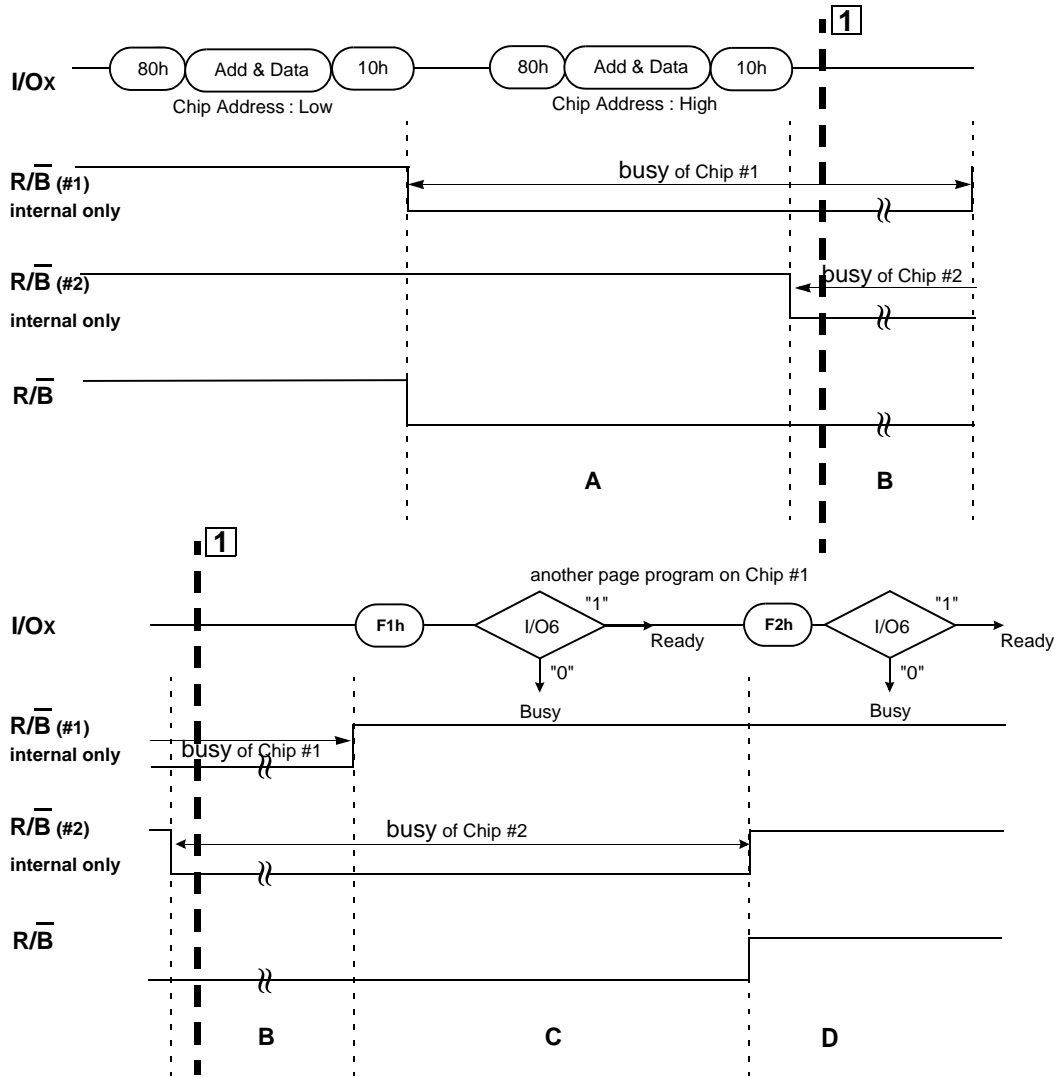 1
I/Ox 80h Add & Data 10h 80h Add & Data 10h
Chip Address : Low Chip Address : High
R/B (#1) busy of Chip #1
internal only
R/B (#2) busy of Chip #2
internal only
R/B
A B
1
another page program on Chip #1
I/Ox F1h I/O6 "1" Ready F2h I/O6 "1" Ready
"0" "0"
Busy Busy
R/B (#1)
internal only busy of Chip #1
R/B (#2) busy of Chip #2
internal only
R/B
B C D